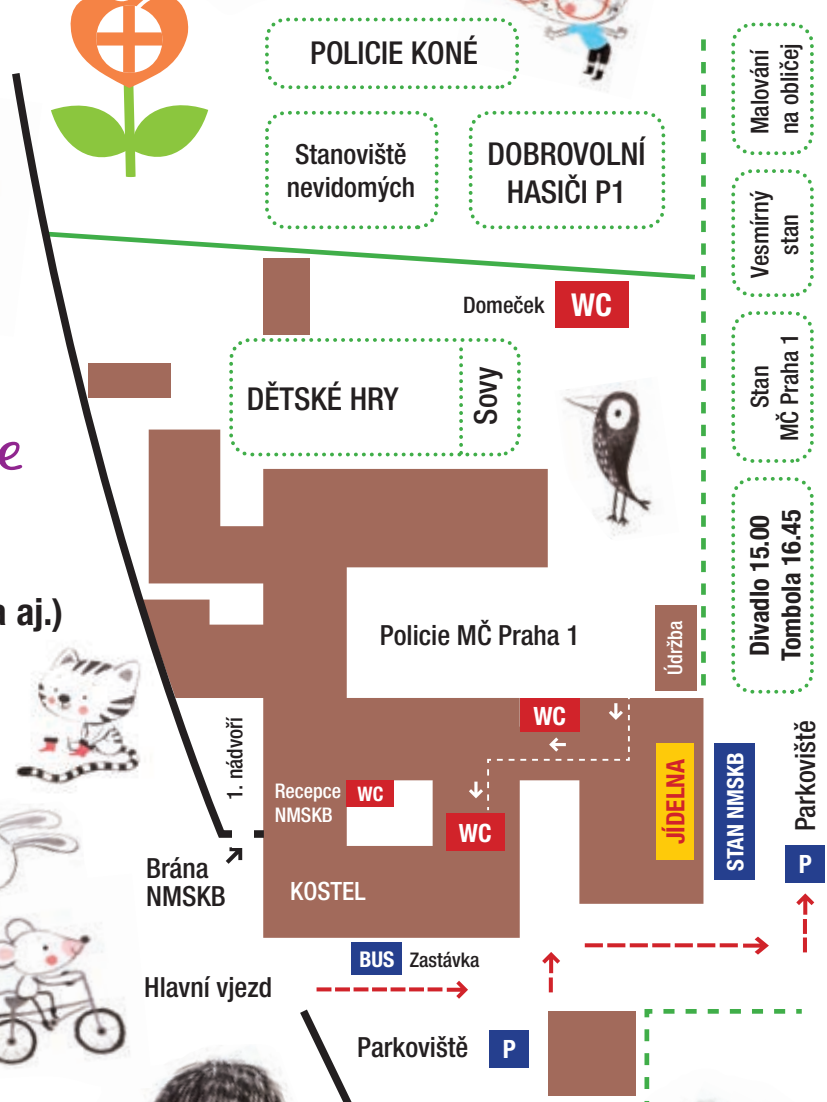 POLICIE KONÉ
Malování
na obličej
Stanoviště
nevidomých
DOBROVOLNÍ
HASIČI P1
Vesmírný
stan
Domeček
WC
Stan
MČ Praha 1
DĚTSKÉ HRY
Sovy
e
Divadlo 15.00
Tombola 16.45
a aj.)
Policie MČ Praha 1
Údržba
WC
1. nádvoří
Recepce
NMSKB
WC
WC
JÍDELNA
STAN NMSKB
Parkoviště
P
Brána
NMSKB
KOSTEL
BUS Zastávka
Hlavní vjezd
Parkoviště
P